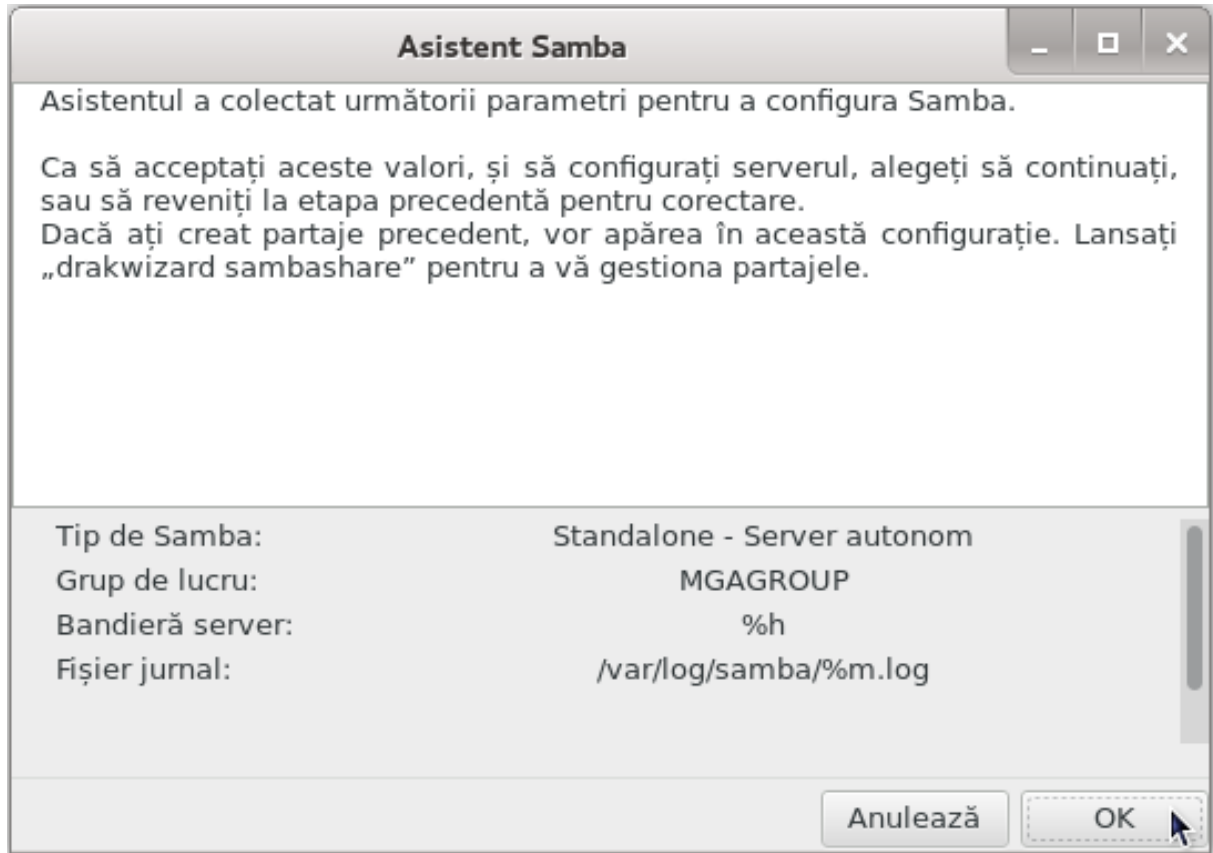 Asistent Samba
Asistentul a colectat următorii parametri pentru a configura Samba.
Ca să acceptați aceste valori, și să configurați serverul, alegeți să continuați,
sau să reveniți la etapa precedentă pentru corectare.
Dacă ați creat partaje precedent, vor apărea în această configurație. Lansați
„drakwizard sambashare” pentru a vă gestiona partajele.
Tip de Samba: Standalone - Server autonom
Grup de lucru: MGAGROUP
Bandieră server: %h
Fișier jurnal: /var/log/samba/%m.log
Anulează OK